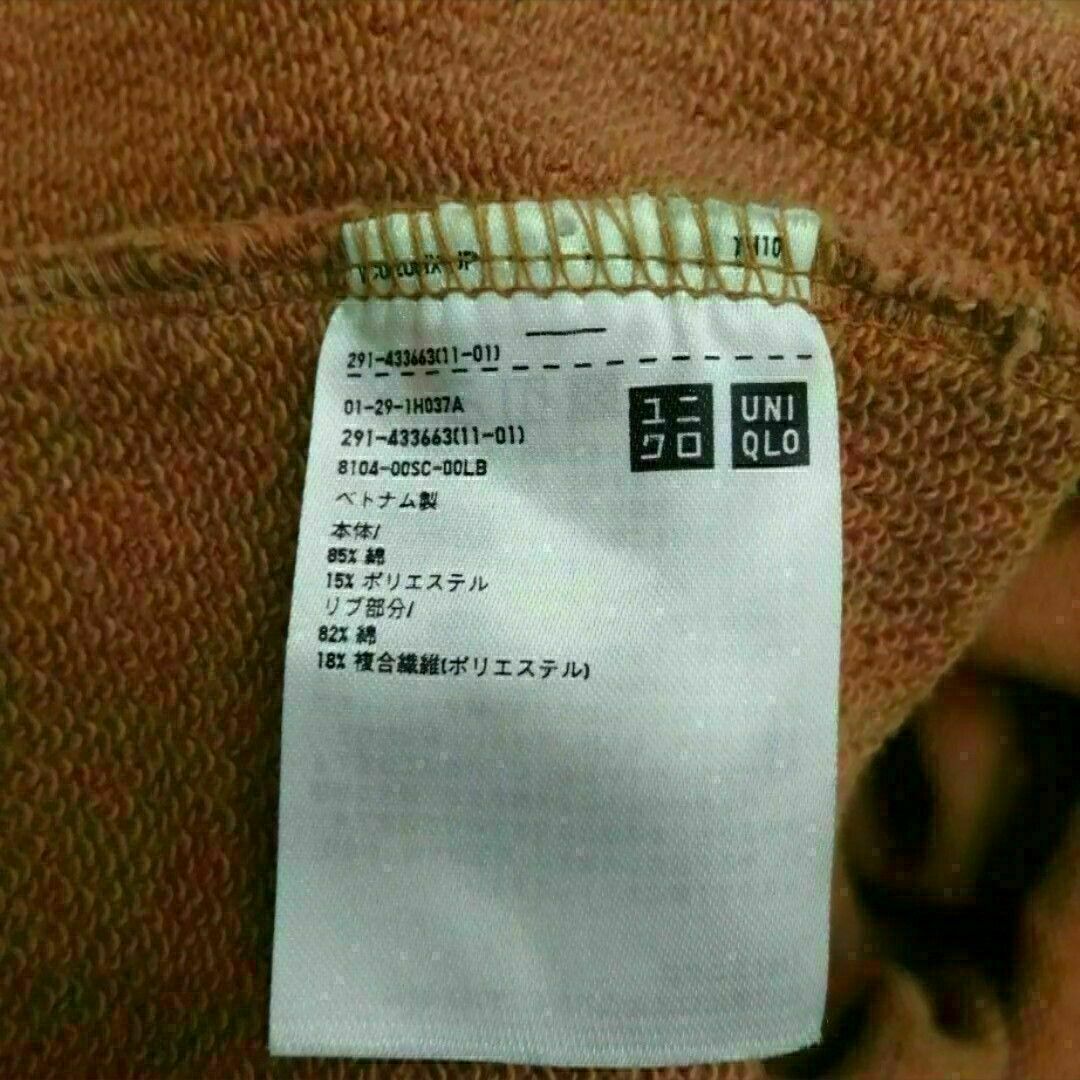 291-433663(11-01)
01-29-1H037A
291-433663(11-01)
8104-00SC-00LB
ユニ
クロ
UNI
QLO
ベトナム製
本体/
85% 綿
15% ポリエステル
リブ部分/
82% 綿
18% 複合繊維(ポリエステル)